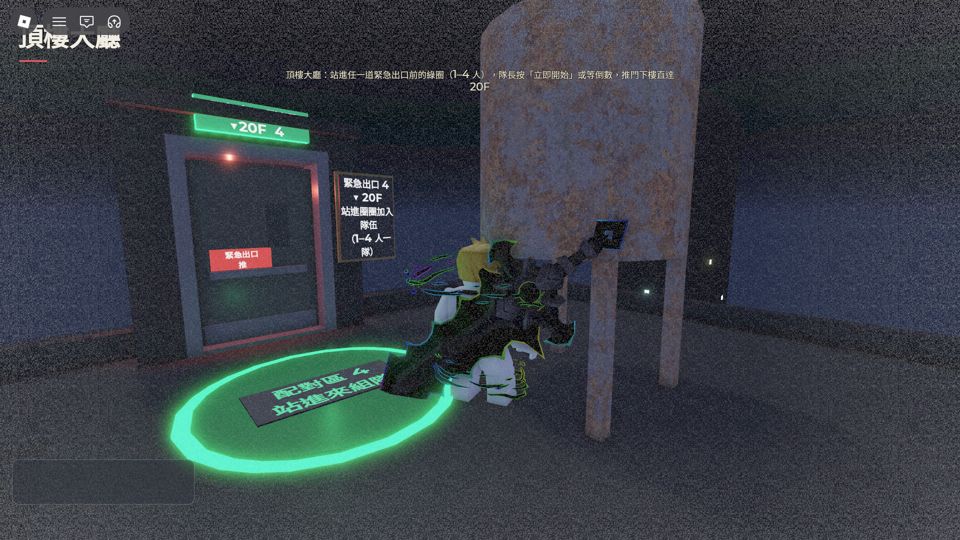 頂樓大廳
頂樓大廳：站進任一道緊急出口前的綠圈（1–4 人），隊長按「立即開始」或等倒數，推門下樓直達
20F
▼20F 4
緊急出口 4
▼ 20F
站進圈圈加入
隊伍
（1–4 人一
隊）
緊急出口
推
配對區 4
站進來組隊